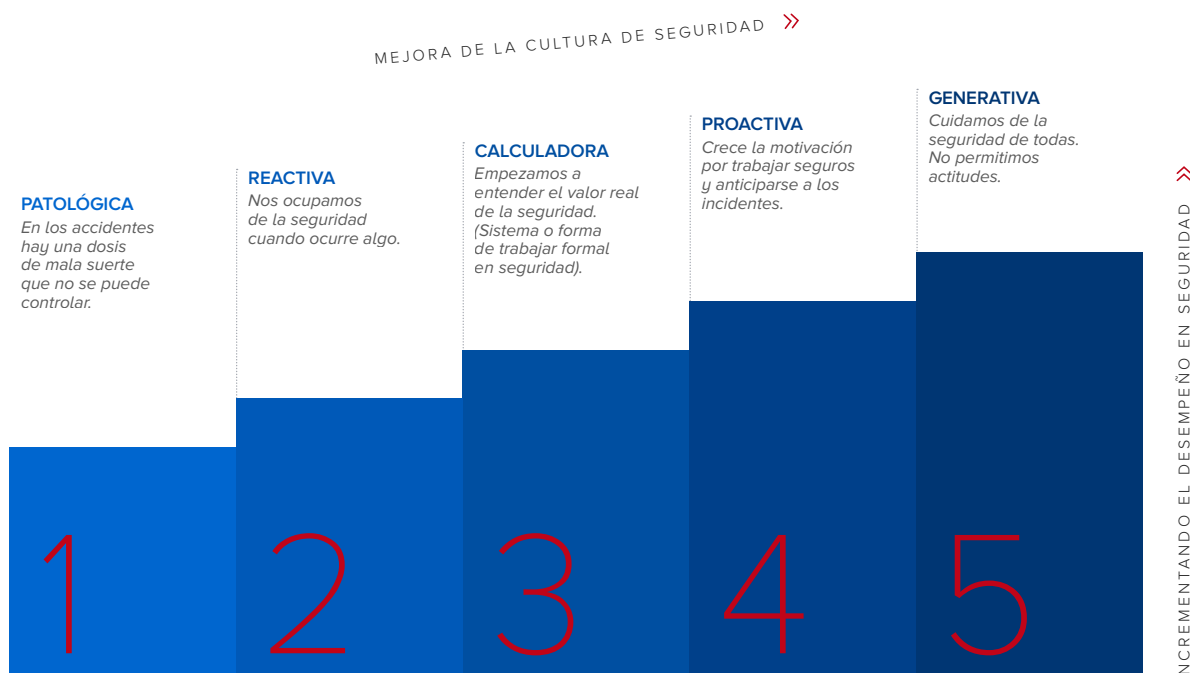 MEJORA DE LA CULTURA DE SEGURIDAD
PATOLÓGICA
En los accidentes
hay una dosis
de mala suerte
que no se puede
controlar.
REACTIVA
Nos ocupamos
de la seguridad
cuando ocurre algo.
CALCULADORA
Empezamos a
entender el valor real
de la seguridad.
(Sistema o forma
de trabajar formal
en seguridad).
PROACTIVA
Crece la motivación
por trabajar seguros
y anticiparse a los
incidentes.
GENERATIVA
Cuidamos de la
seguridad de todas.
No permitimos
actitudes.
1
2
3
4
5
NCREMENTANDO EL DESEMPEÑO EN SEGURIDAD